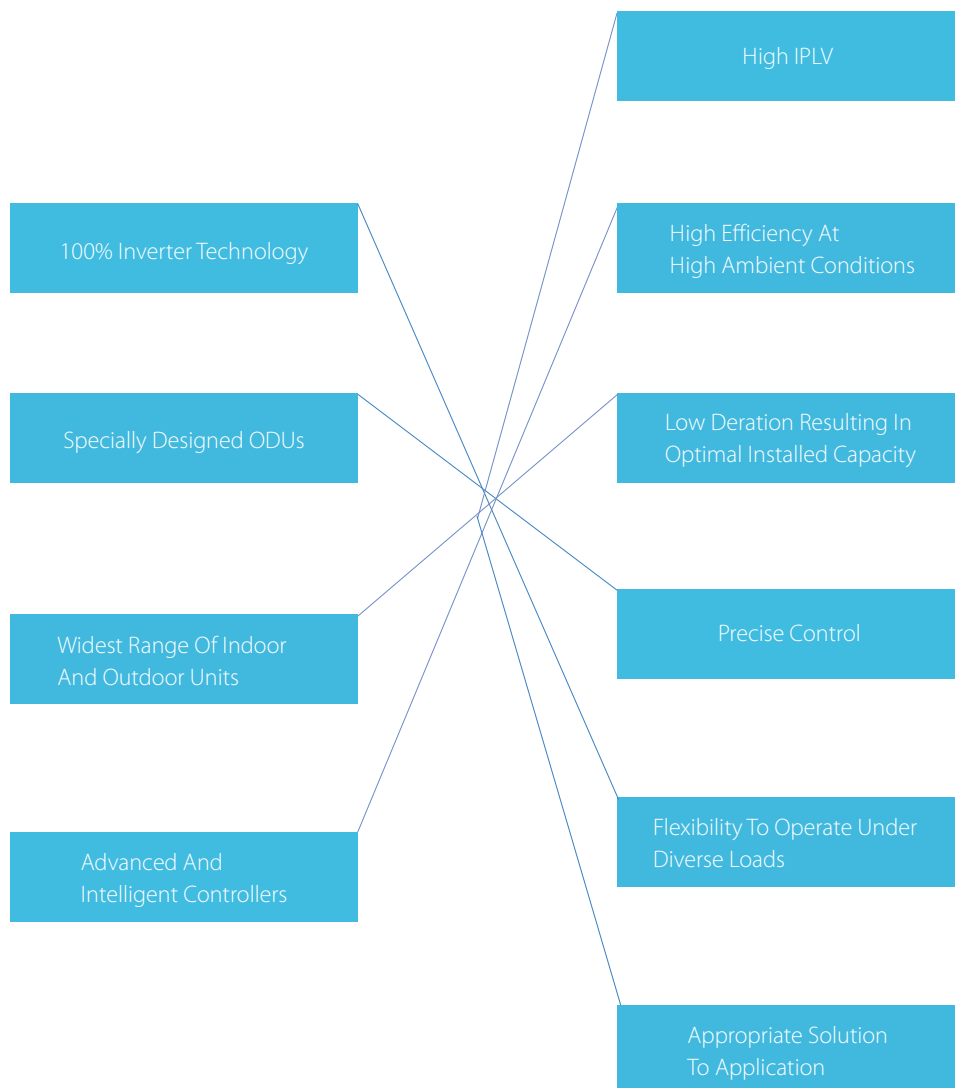 100% Inverter Technology
Specially Designed ODUs
Widest Range Of Indoor
And Outdoor Units
Advanced And
Intelligent Controllers
High IPLV
High Efficiency At
High Ambient Conditions
Low Deration Resulting In
Optimal Installed Capacity
Precise Control
Flexibility To Operate Under
Diverse Loads
Appropriate Solution
To Application